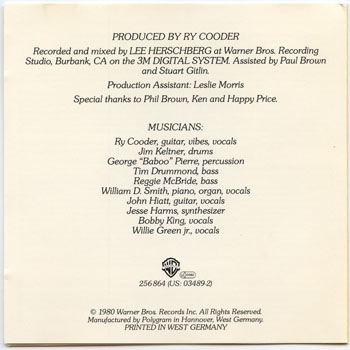 PRODUCED BY RY COODER
Recorded and mixed by LEE HERSCHBERG at Warner Bros. Recording
Studio, Burbank, CA on the 3M DIGITAL SYSTEM. Assisted by Paul Brown
and Stuart Gitlin.
Production Assistant: Leslie Morris
Special thanks to Phil Brown, Ken and Happy Price.
MUSICIANS:
Ry Cooder, guitar, vibes, vocals
Jim Keltner, drums
George "Baboo" Pierre, percussion
Tim Drummond, bass
Reggie McBride, bass
William D. Smith, piano, organ, vocals
John Hiatt, guitar, vocals
Jesse Harms, synthesizer
Bobby King, vocals
Willie Green jr., vocals
256 864 (US: 03489-2)
© 1980 Warner Bros. Records Inc. All Rights Reserved.
Manufactured by Polygram in Hannover, West Germany.
PRINTED IN WEST GERMANY